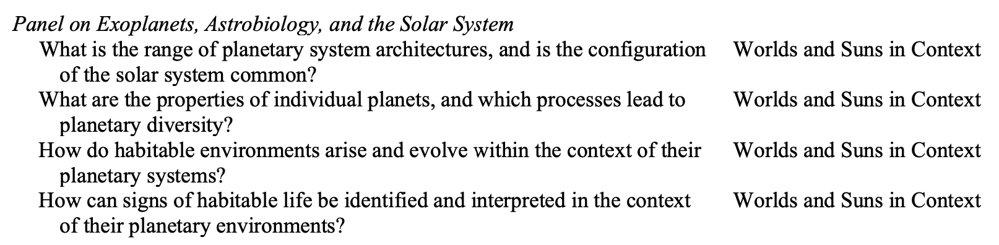 Panel on Exoplanets, Astrobiology, and the Solar System
What is the range of planetary system architectures, and is the configuration Worlds and Suns in Context
of the solar system common?
What are the properties of individual planets, and which processes lead to Worlds and Suns in Context
planetary diversity?
How do habitable environments arise and evolve within the context of their Worlds and Suns in Context
planetary systems?
How can signs of habitable life be identified and interpreted in the context Worlds and Suns in Context
of their planetary environments?